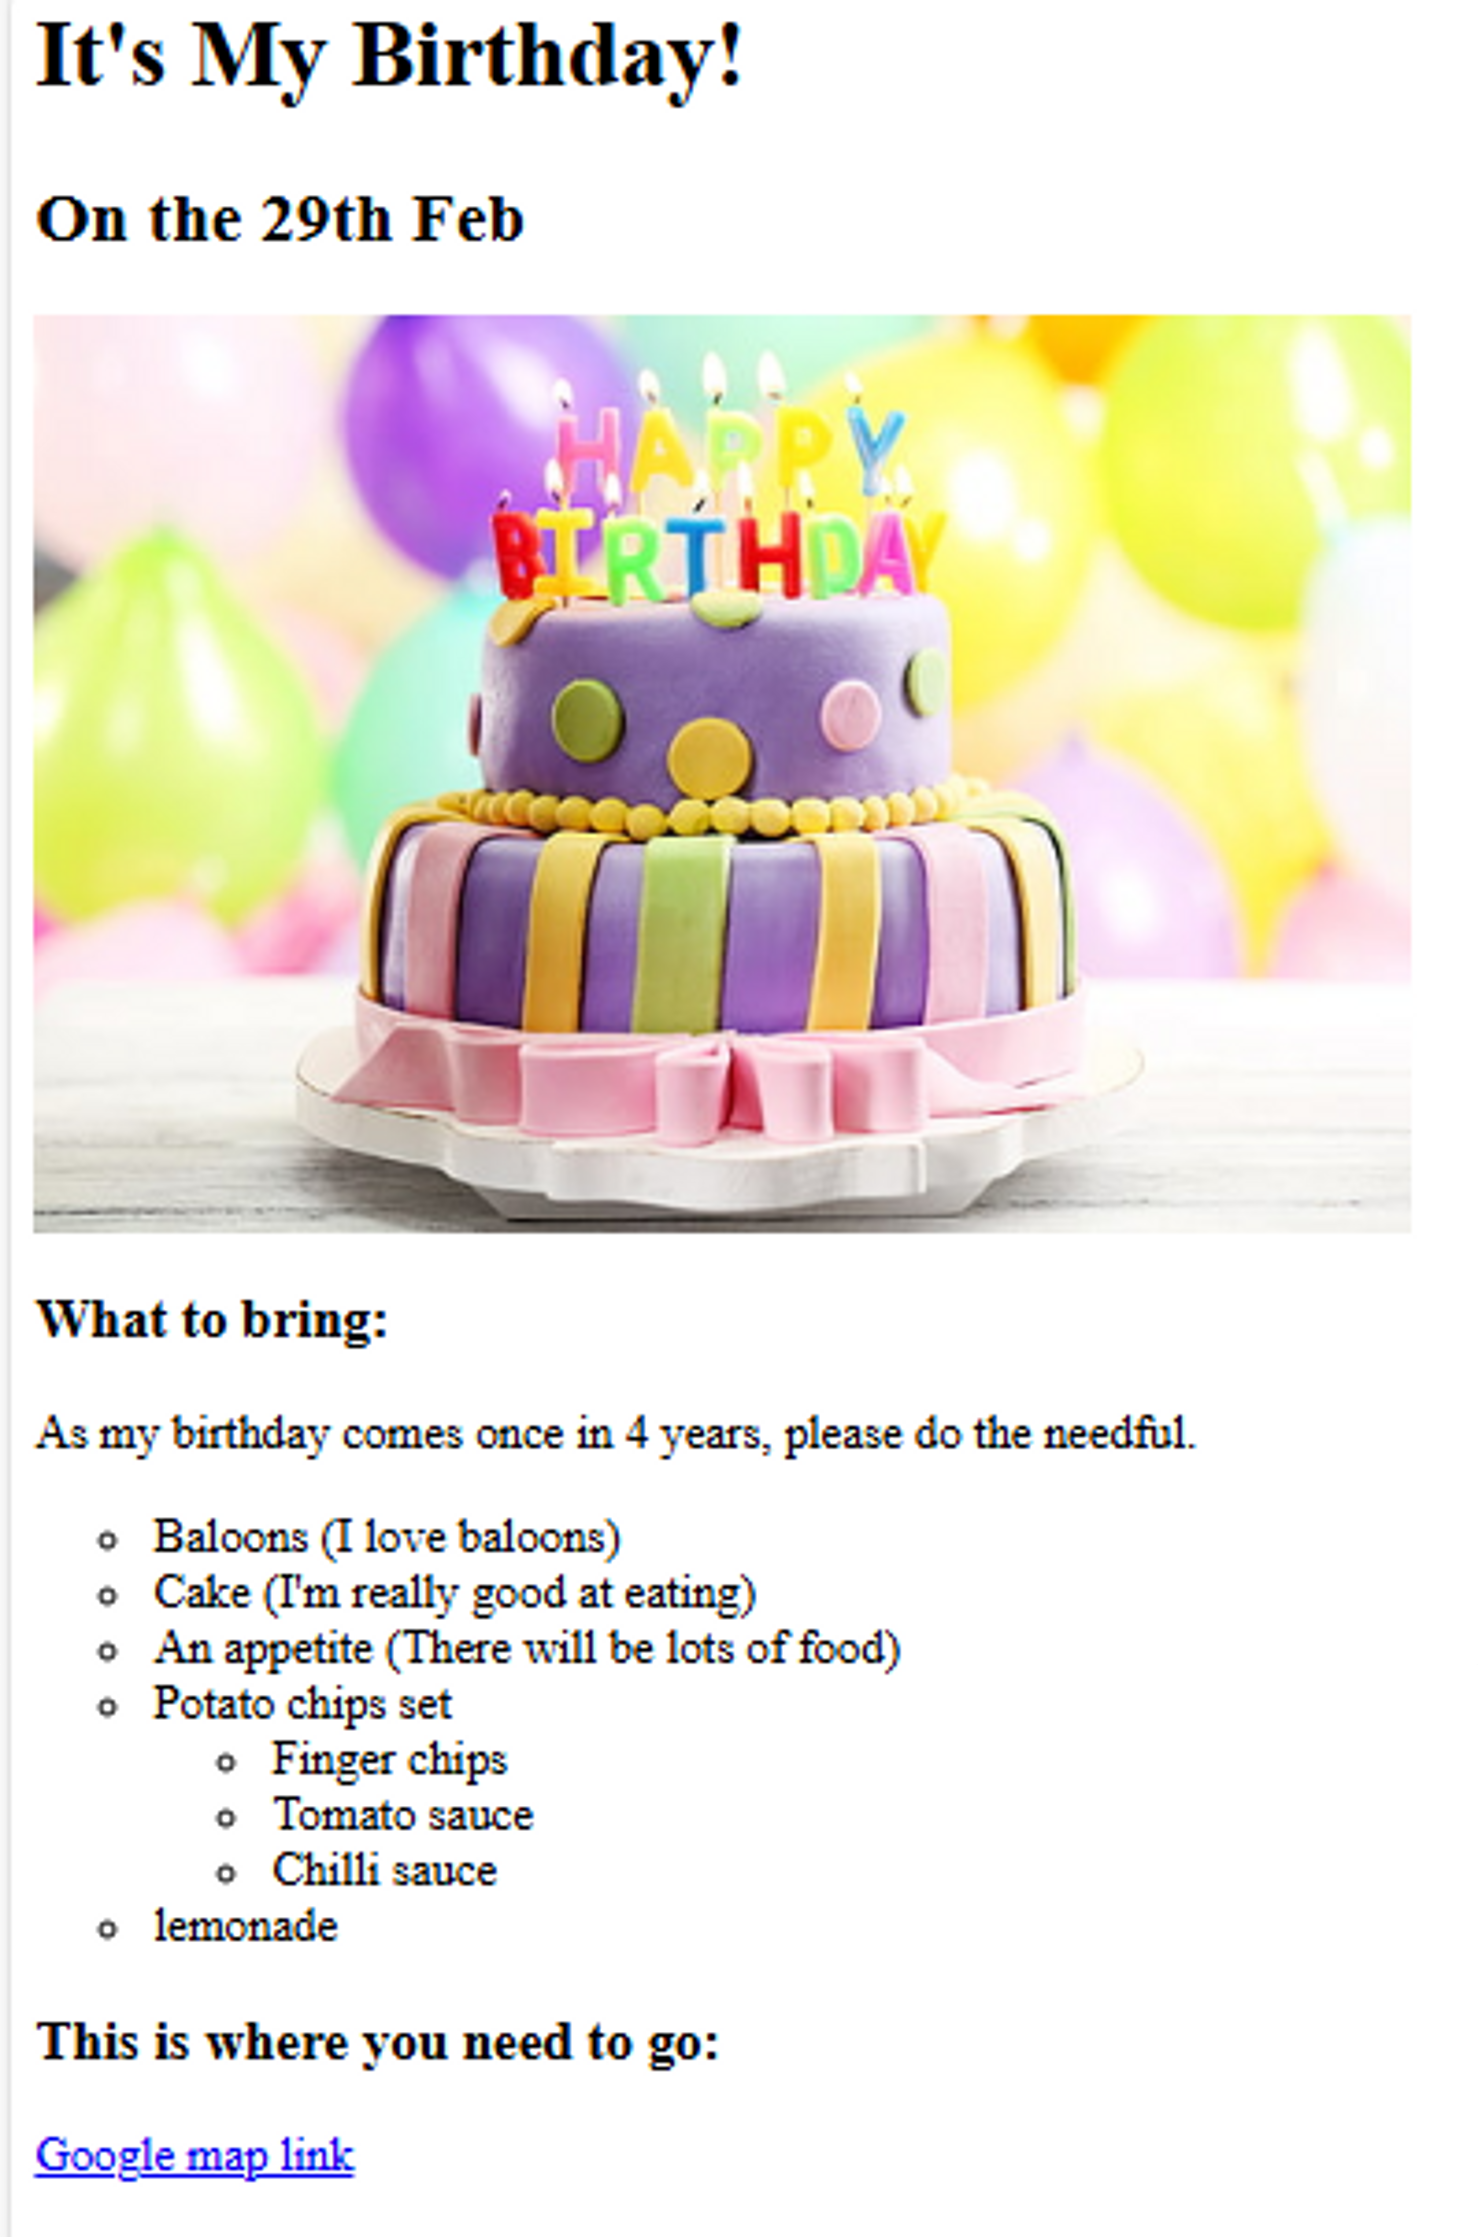 It's My Birthday!
On the 29th Feb
HAPPY
BIRTHDAY
What to bring:
As my birthday comes once in 4 years, please do the needful.
Baloons (I love baloons)
Cake (I'm really good at eating)
An appetite (There will be lots of food)
Potato chips set
Finger chips
Tomato sauce
Chilli sauce
lemonade
This is where you need to go:
Google map link